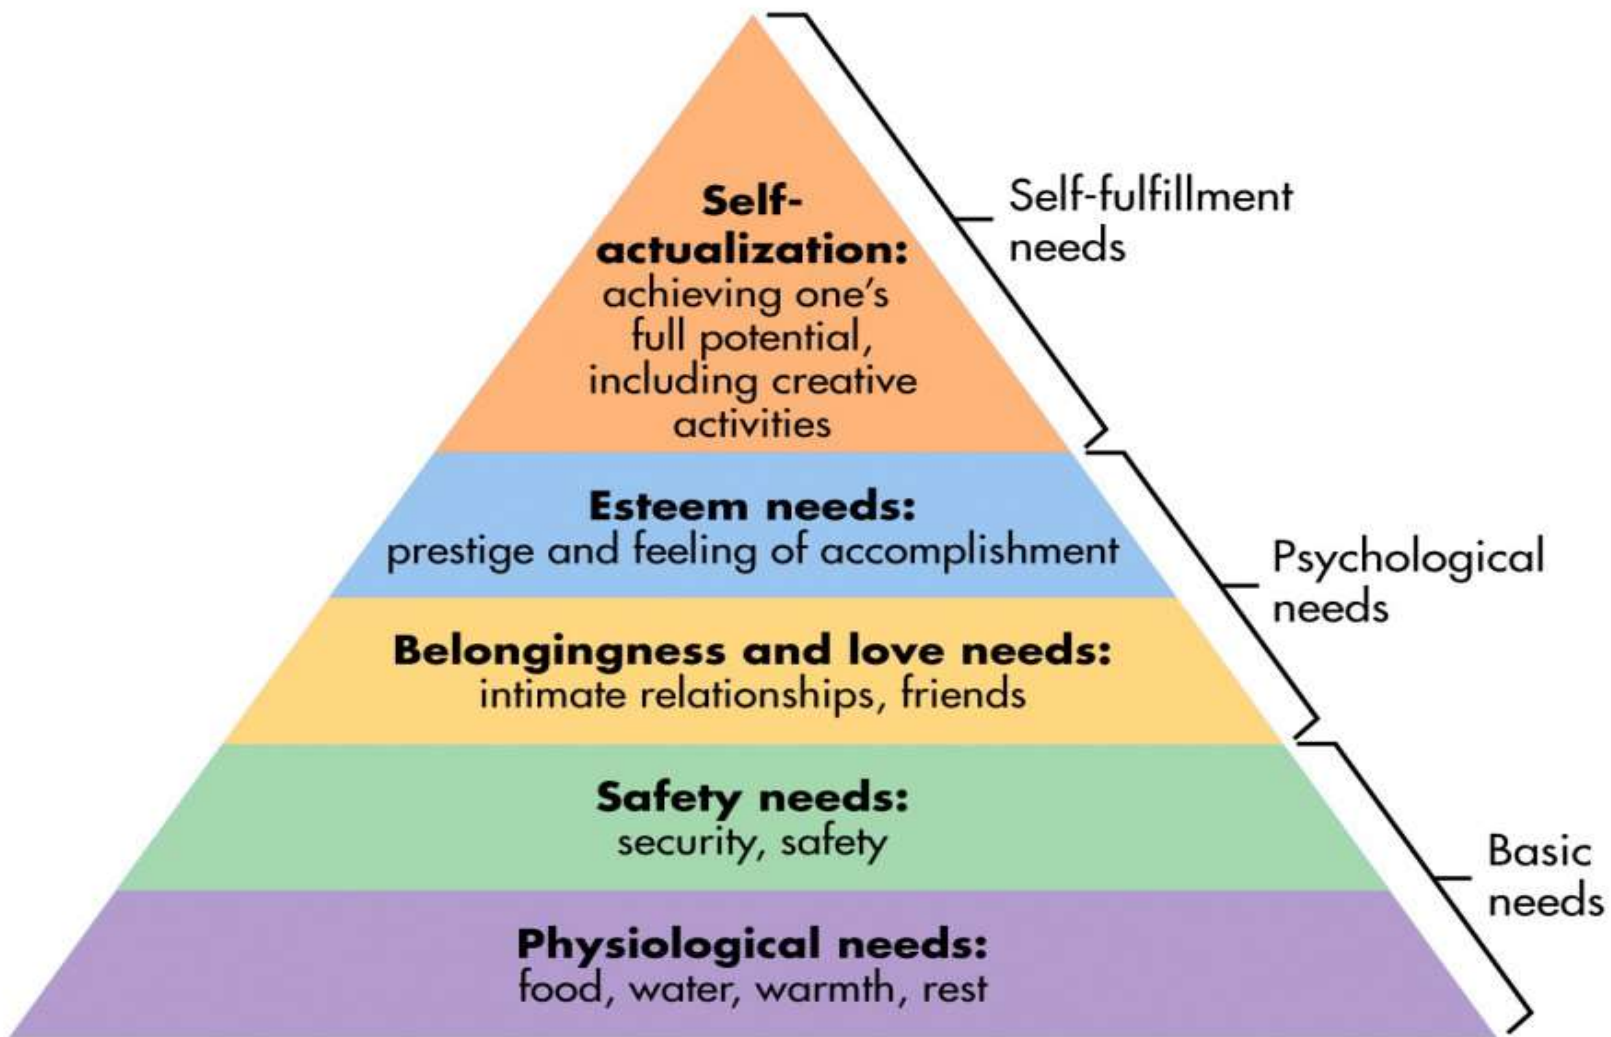 Self-
actualization:
achieving one's
full potential,
including creative
activities
Self-fulfillment
needs
Esteem needs:
prestige and feeling of accomplishment
Psychological
needs
Belongingness and love needs:
intimate relationships, friends
Safety needs:
security, safety
Basic
needs
Physiological needs:
food, water, warmth, rest